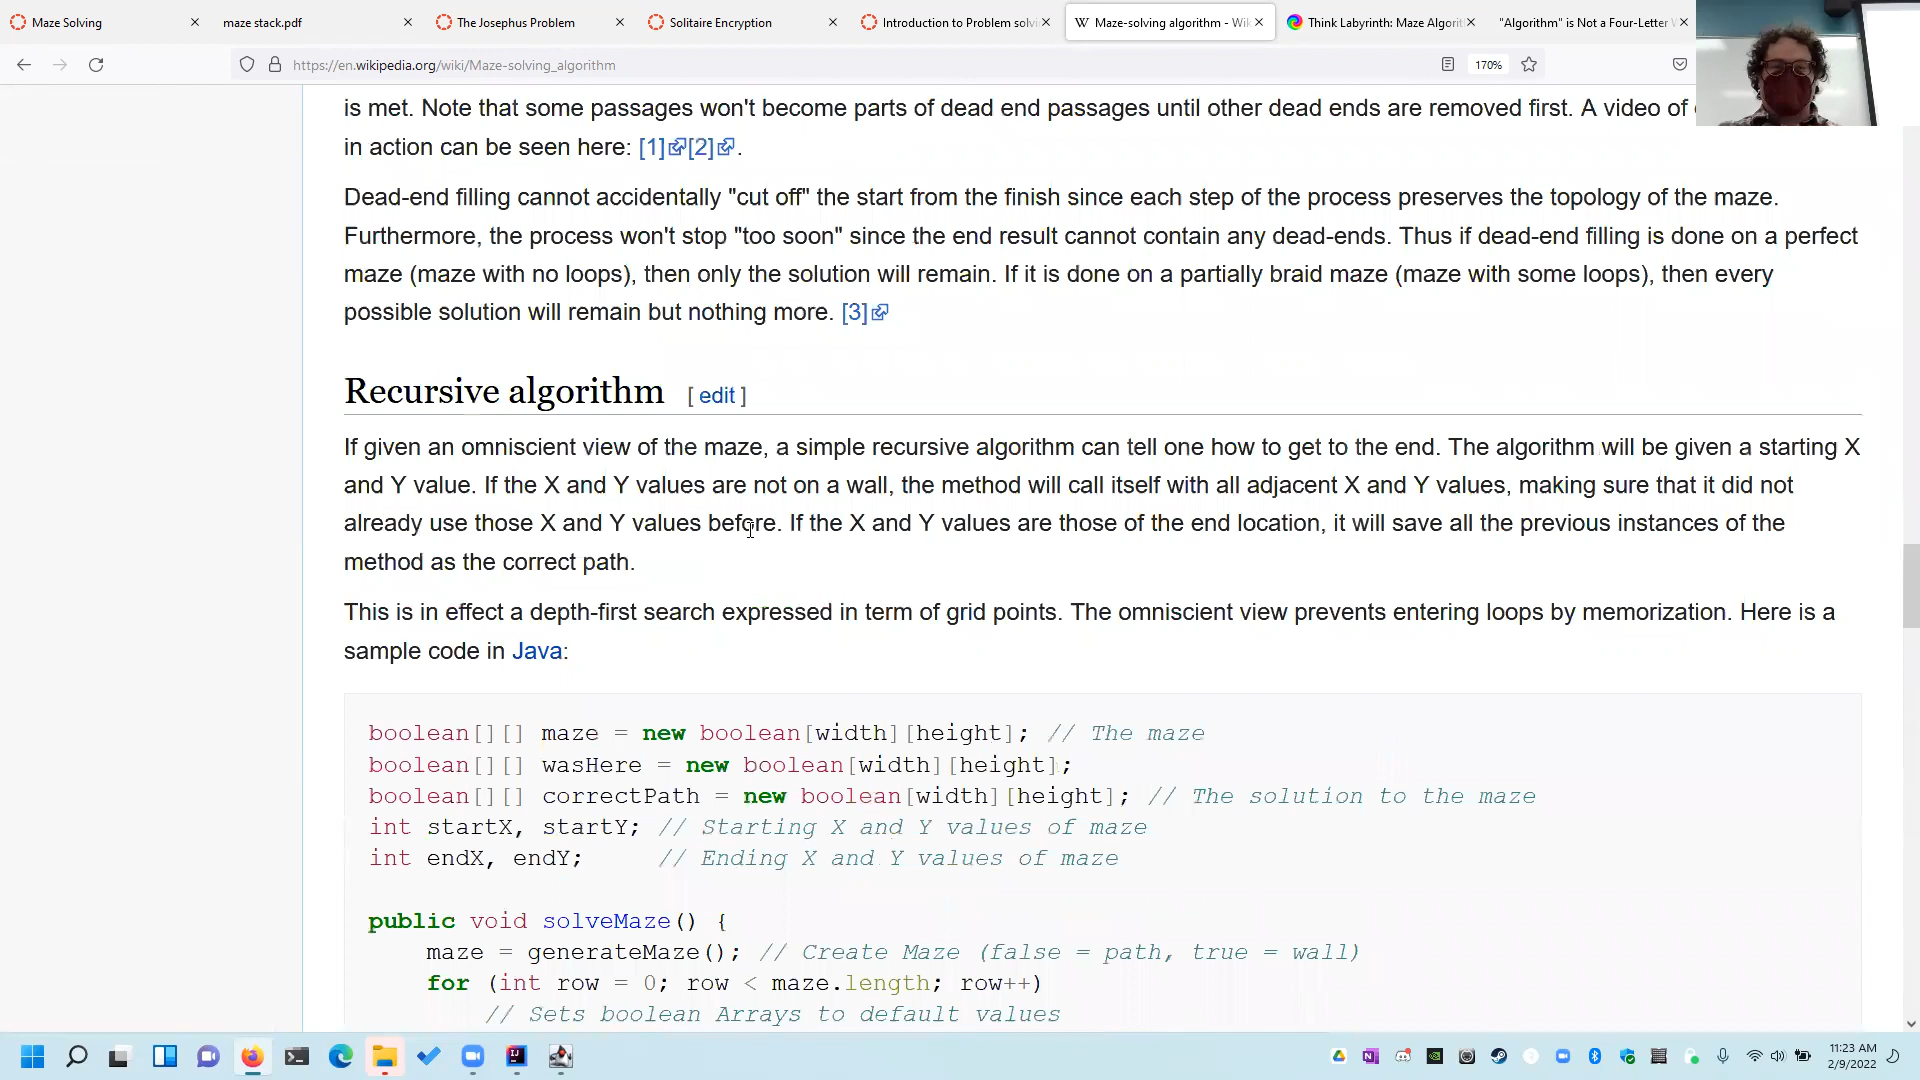 Maze Solving
maze stack.pdf
The Josephus Problem
Solitaire Encryption
Introduction to Problem solvi
Maze-solving algorithm - Wik
Think Labyrinth: Maze Algorit
"Algorithm" is Not a Four-Letter
https://en.wikipedia.org/wiki/Maze-solving_algorithm
170%
is met. Note that some passages won't become parts of dead end passages until other dead ends are removed first. A video of
in action can be seen here: [1][2].
Dead-end filling cannot accidentally "cut off" the start from the finish since each step of the process preserves the topology of the maze.
Furthermore, the process won't stop "too soon" since the end result cannot contain any dead-ends. Thus if dead-end filling is done on a perfect
maze (maze with no loops), then only the solution will remain. If it is done on a partially braid maze (maze with some loops), then every
possible solution will remain but nothing more. [3]
Recursive algorithm [ edit ]
If given an omniscient view of the maze, a simple recursive algorithm can tell one how to get to the end. The algorithm will be given a starting X
and Y value. If the X and Y values are not on a wall, the method will call itself with all adjacent X and Y values, making sure that it did not
already use those X and Y values before. If the X and Y values are those of the end location, it will save all the previous instances of the
method as the correct path.
This is in effect a depth-first search expressed in term of grid points. The omniscient view prevents entering loops by memorization. Here is a
sample code in Java:
boolean[][] maze = new boolean[width][height]; // The maze
boolean[][] wasHere = new boolean[width][height];
boolean[][] correctPath = new boolean[width][height]; // The solution to the maze
int startX, startY; // Starting X and Y values of maze
int endX, endY;     // Ending X and Y values of maze
public void solveMaze() {
maze = generateMaze(); // Create Maze (false = path, true = wall)
for (int row = 0; row < maze.length; row++)
// Sets boolean Arrays to default values
11:23 AM
2/9/2022